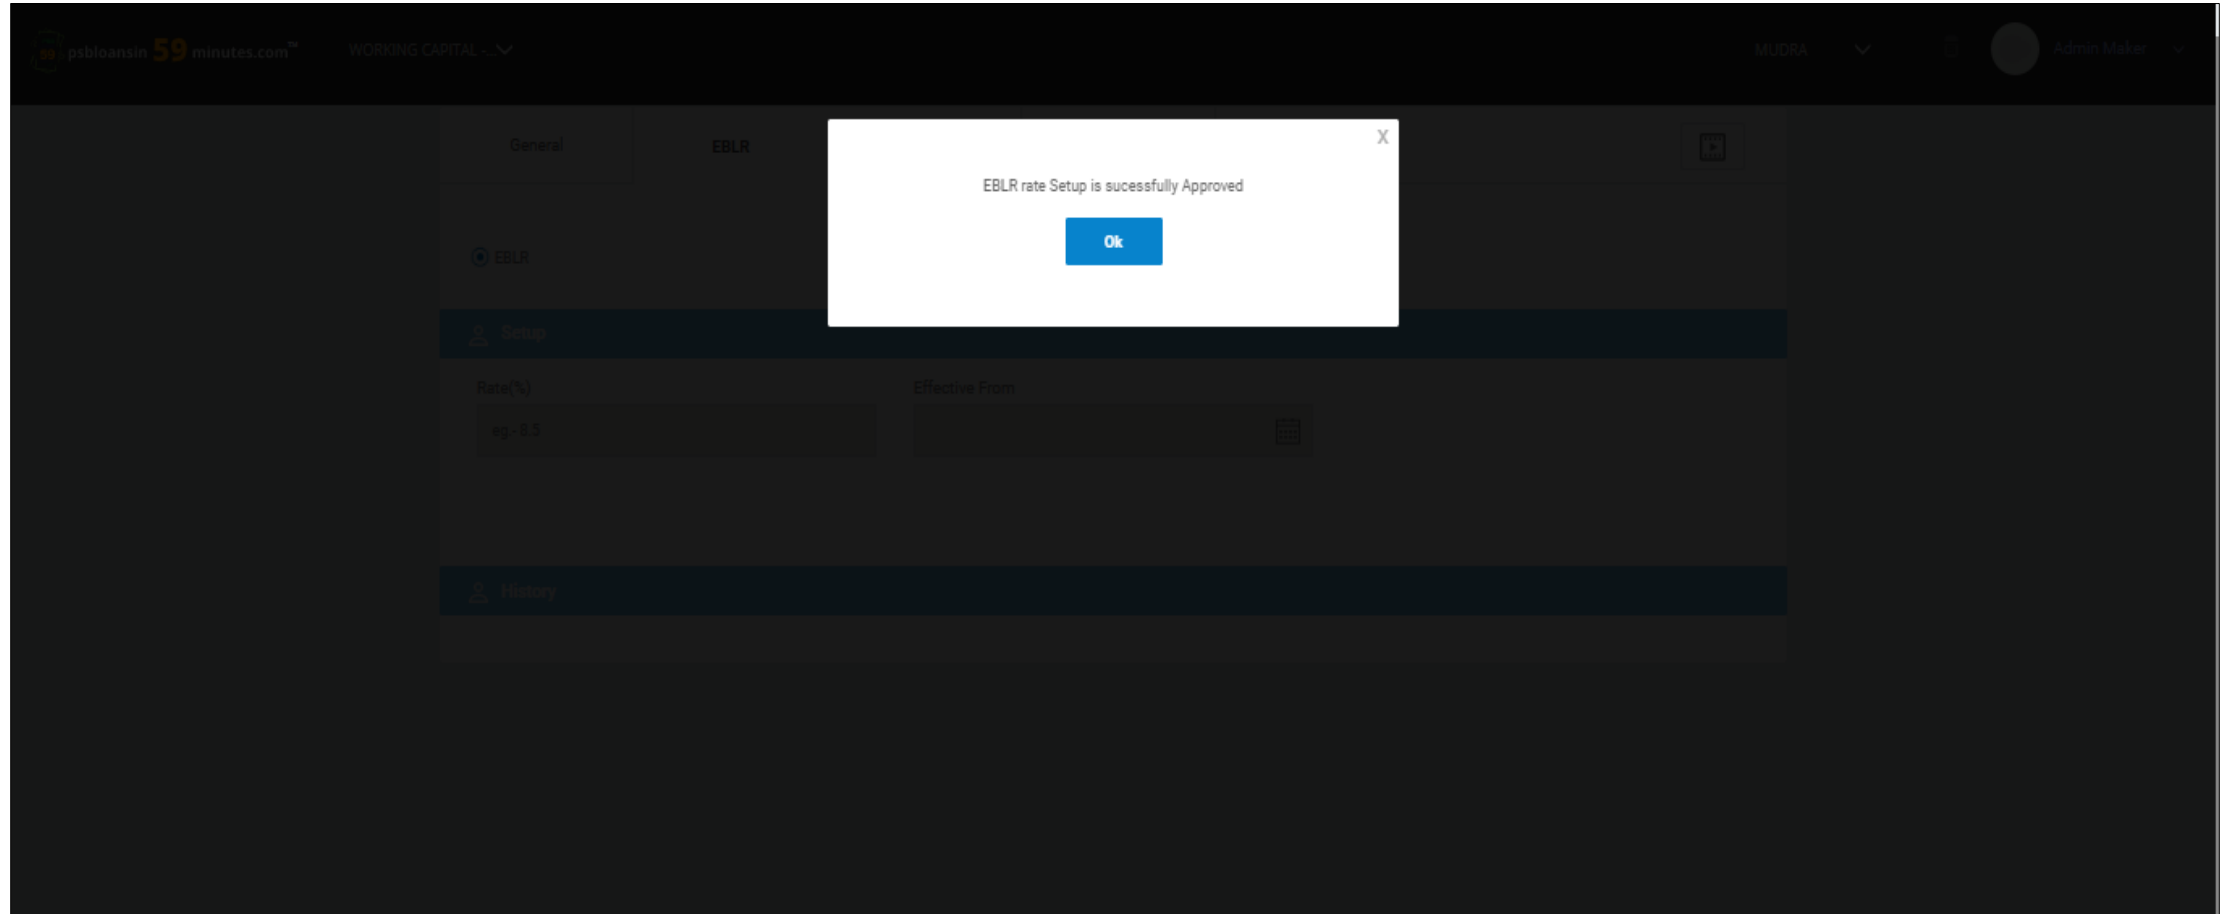 59 psbloansin 59 minutes.com™ WORKING CAPITAL -... MUDRA Admin Maker
General EBLR X
EBLR rate Setup is sucessfully Approved
Ok
EBLR
Setup
Rate(%) Effective From
eg - 8.5
History